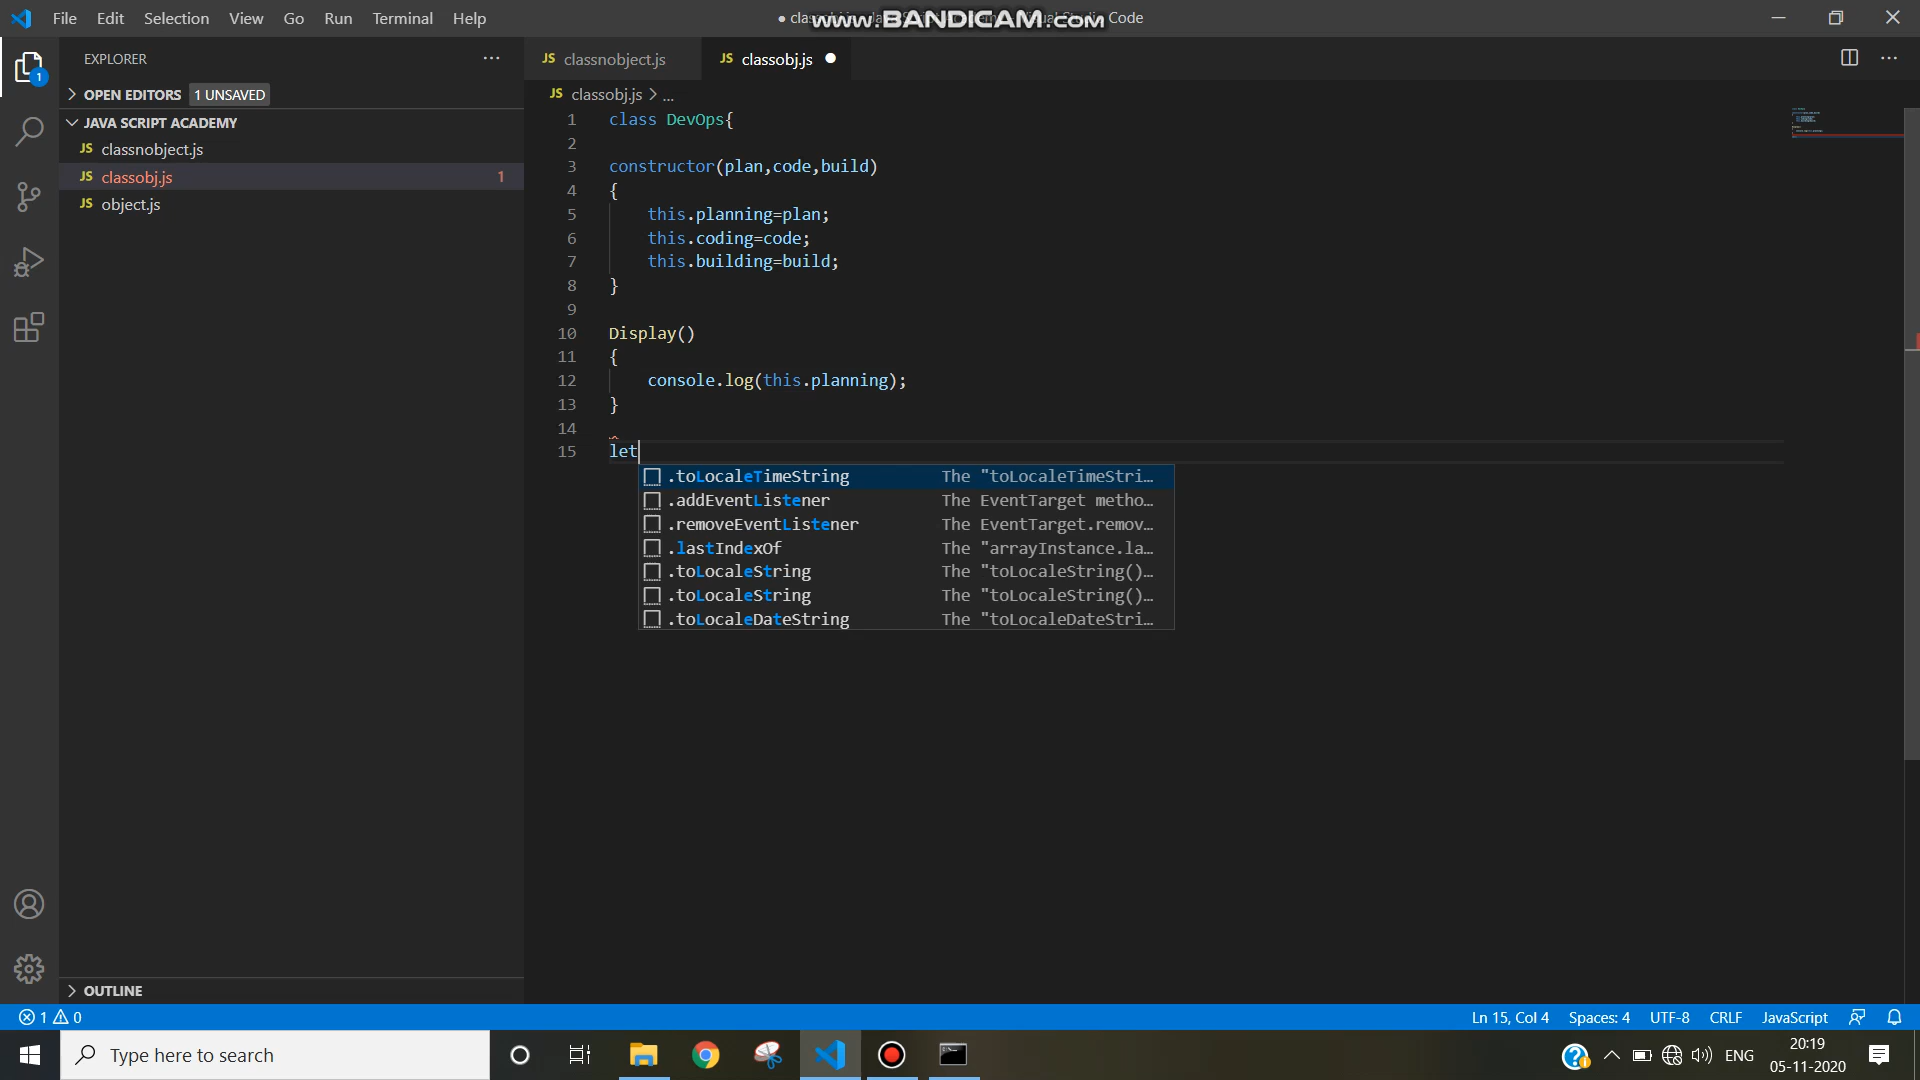 File Edit Selection View Go Run Terminal Help
www.BANDICAM.com
Code
EXPLORER
OPEN EDITORS 1 UNSAVED
JAVA SCRIPT ACADEMY
JS classnobject.js
JS classobj.js 1
JS object.js
OUTLINE
JS classnobject.js
JS classobj.js
JS classobj.js > ...
1 class DevOps{
2
3 constructor(plan,code,build)
4 {
5 this.planning=plan;
6 this.coding=code;
7 this.building=build;
8 }
9
10 Display()
11 {
12 console.log(this.planning);
13 }
14
15 let
.toLocaleTimeString The "toLocaleTimeStri…
.addEventListener The EventTarget metho…
.removeEventListener The EventTarget.remov…
.lastIndexOf The "arrayInstance.la…
.toLocaleString The "toLocaleString()…
.toLocaleString The "toLocaleString()…
.toLocaleDateString The "toLocaleDateStri…
1
1 0
Ln 15, Col 4 Spaces: 4 UTF-8 CRLF JavaScript
Type here to search
ENG
20:19
05-11-2020